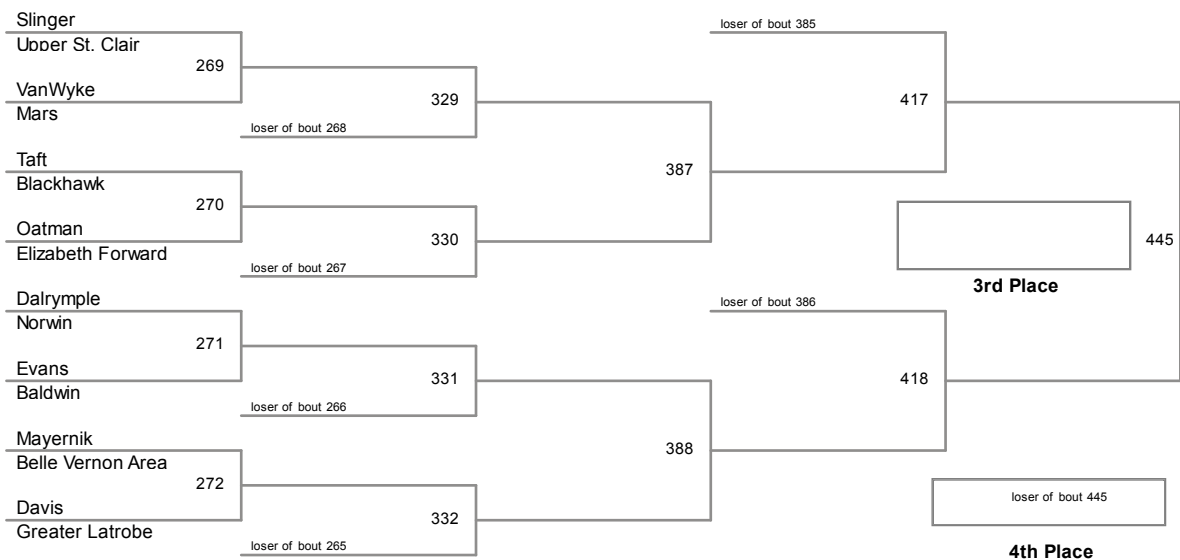 Slinger
Upper St. Clair
269
VanWyke
Mars
loser of bout 268
329
Taft
Blackhawk
270
Oatman
Elizabeth Forward
loser of bout 267
330
387
Dalrymple
Norwin
271
Evans
Baldwin
loser of bout 266
331
Mayernik
Belle Vernon Area
272
Davis
Greater Latrobe
loser of bout 265
332
388
loser of bout 385
417
loser of bout 386
418
445
3rd Place
loser of bout 445
4th Place